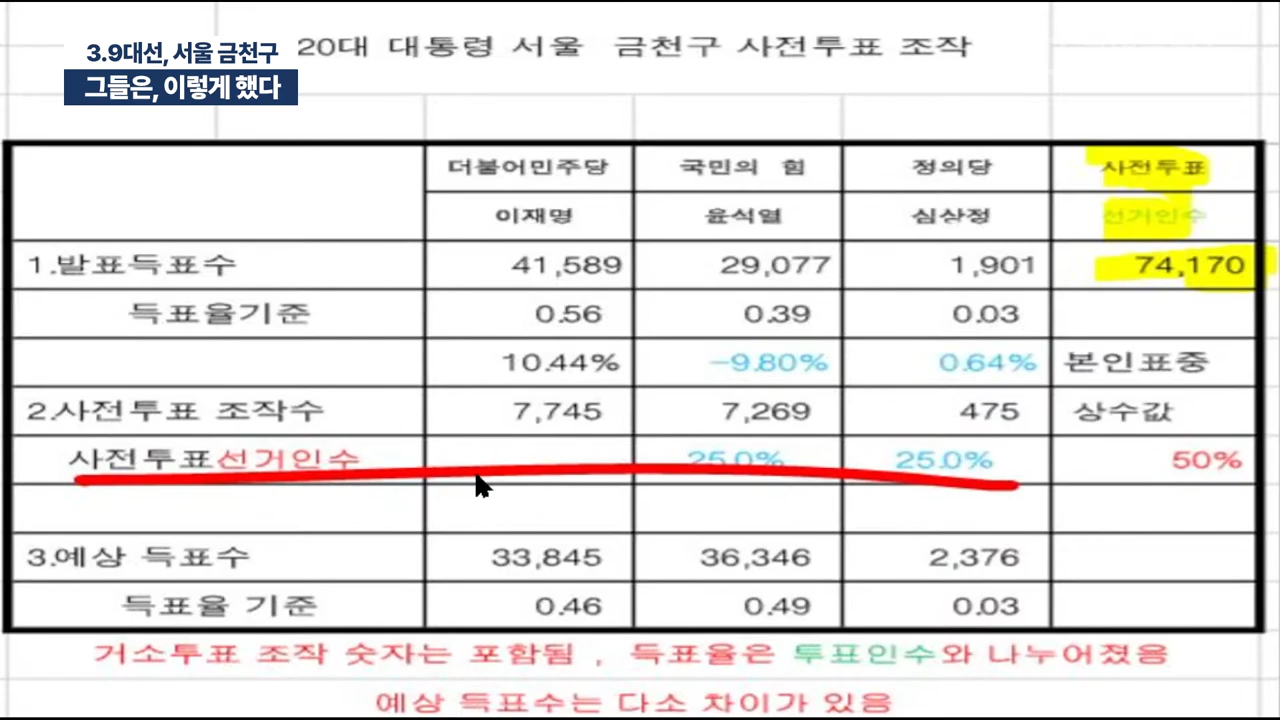 3.9대선, 서울 금천구
그들은, 이렇게 했다
20대 대통령 서울 금천구 사전투표 조작
더불어민주당 국민의 힘 정의당 사전투표
이재명 윤석열 심상정 선거인수
1.발표득표수 41,589 29,077 1,901 74,170
득표율기준 0.56 0.39 0.03
10.44% -9.80% 0.64% 본인표중
2.사전투표 조작수 7,745 7,269 475 상수값
사전투표선거인수 25.0% 25.0% 50%
3.예상 득표수 33,845 36,346 2,376
득표율 기준 0.46 0.49 0.03
거소투표 조작 숫자는 포함됨 , 득표율은 투표인수와 나누어졌음
예상 득표수는 다소 차이가 있음